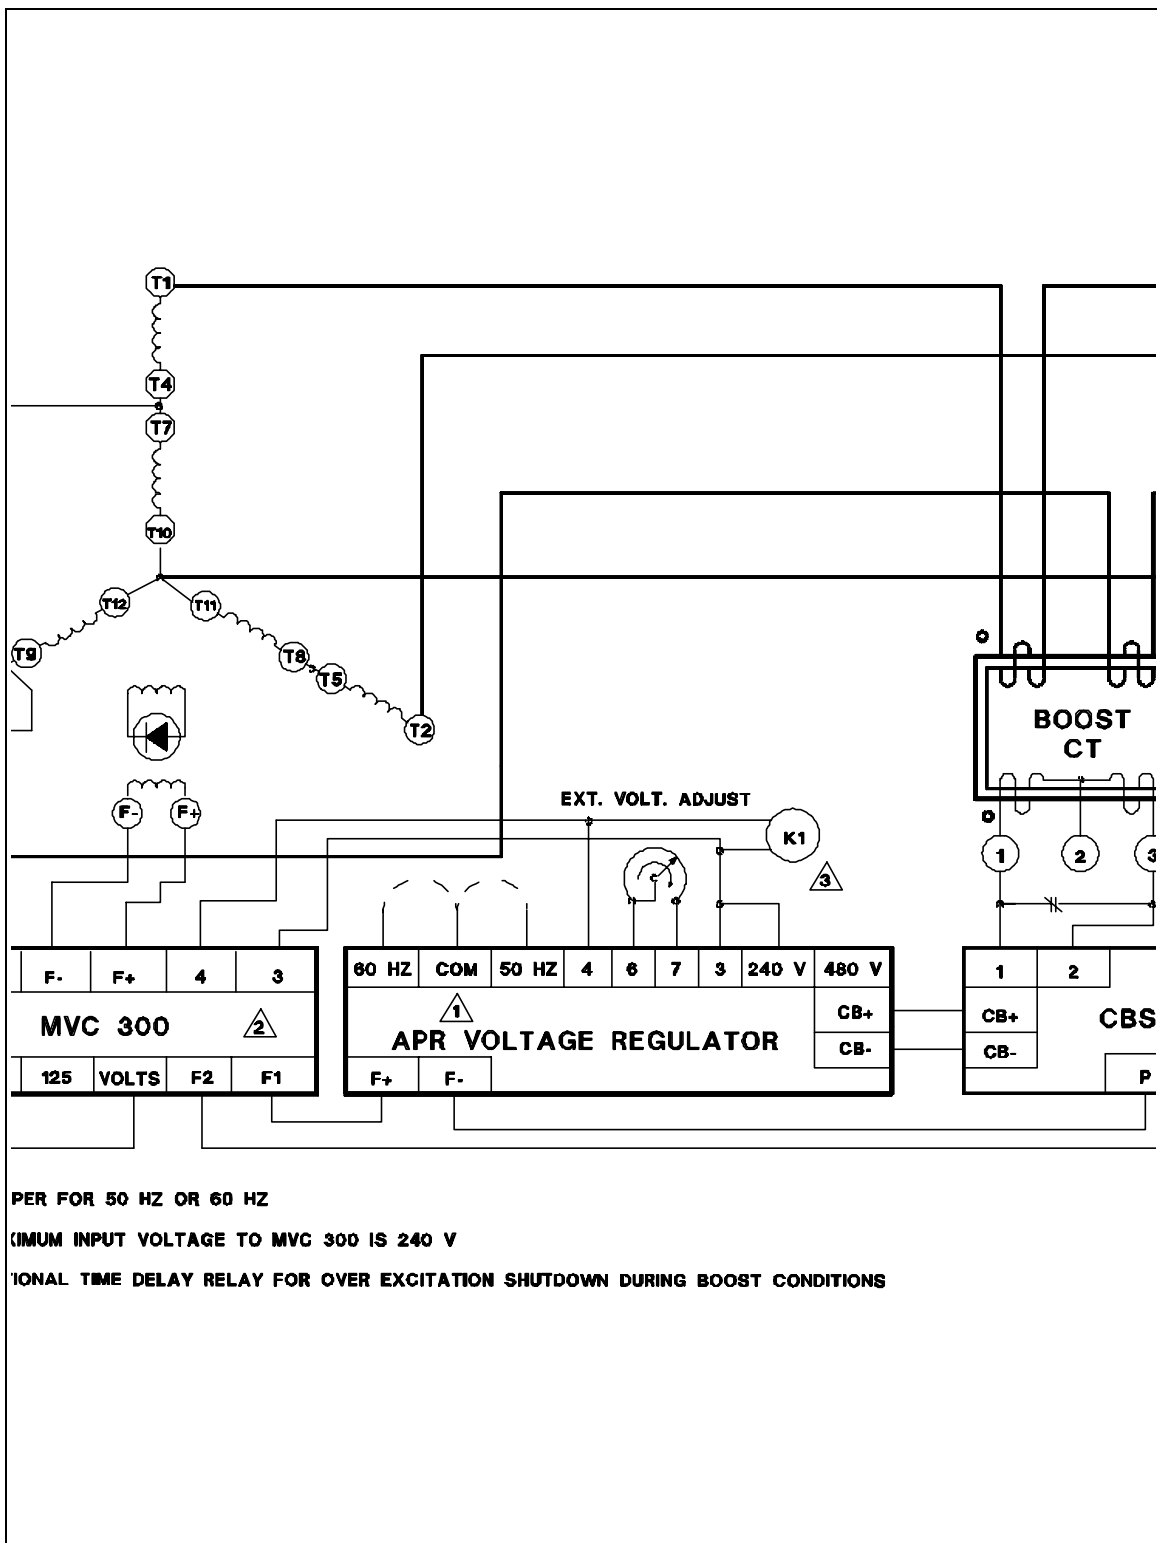 T1
T4
T7
T10
T12
T11
T9
T8
T5
T2
BOOST
CT
F-
F+
EXT. VOLT. ADJUST
K1
3
1
2
3
F- F+ 4 3
MVC 300
2
125 VOLTS F2 F1
60 HZ COM 50 HZ 4 6 7 3 240 V 480 V
1
CB+
APR VOLTAGE REGULATOR
CB-
F+ F-
1 2
CB+
CBS
CB-
P
PER FOR 50 HZ OR 60 HZ
XIMUM INPUT VOLTAGE TO MVC 300 IS 240 V
IONAL TIME DELAY RELAY FOR OVER EXCITATION SHUTDOWN DURING BOOST CONDITIONS